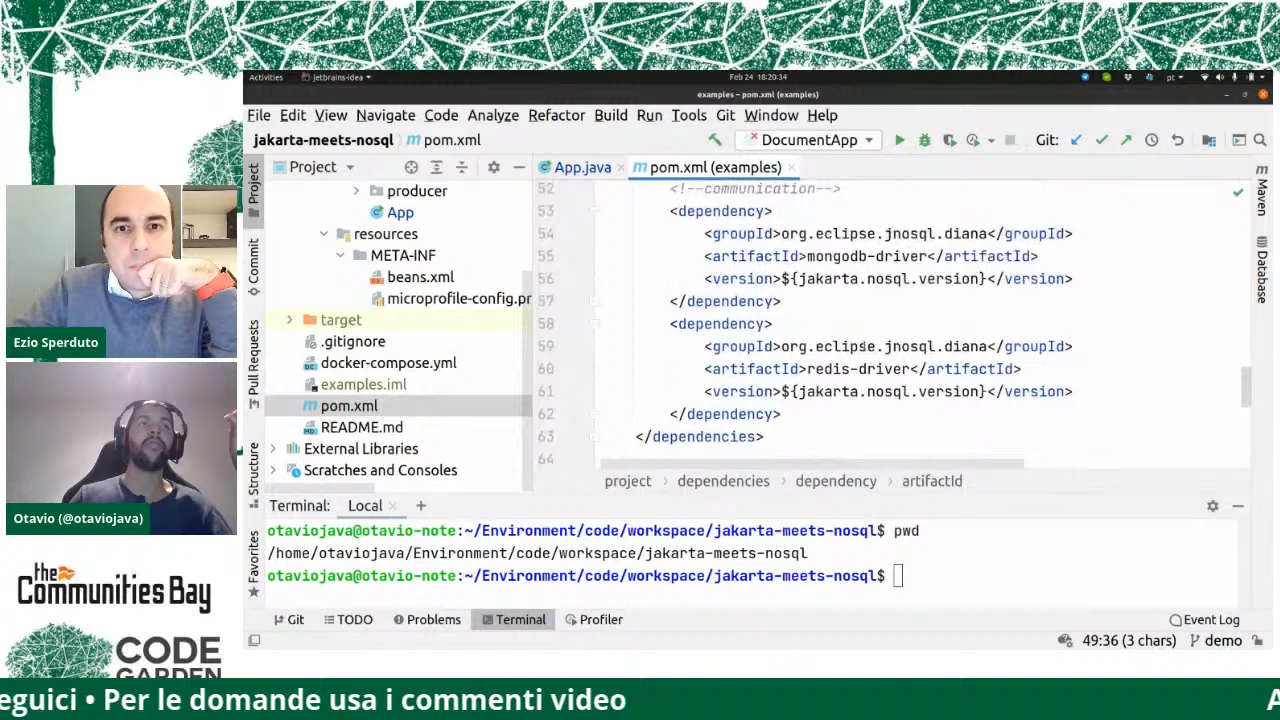 Activities jetbrains-idea Feb 24 18:20:34 pt
examples – pom.xml (examples)
File Edit View Navigate Code Analyze Refactor Build Run Tools Git Window Help
jakarta-meets-nosql pom.xml DocumentApp Git:
Project App.java pom.xml (examples)
Project
Commit
Pull Requests
Structure
Favorites
producer
App
resources
META-INF
beans.xml
microprofile-config.pr
target
.gitignore
docker-compose.yml
examples.iml
pom.xml
README.md
External Libraries
Scratches and Consoles
52 <!--communication-->
53 <dependency>
54 <groupId>org.eclipse.jnosql.diana</groupId>
55 <artifactId>mongodb-driver</artifactId>
56 <version>${jakarta.nosql.version}</version>
57 </dependency>
58 <dependency>
59 <groupId>org.eclipse.jnosql.diana</groupId>
60 <artifactId>redis-driver</artifactId>
61 <version>${jakarta.nosql.version}</version>
62 </dependency>
63 </dependencies>
64
project dependencies dependency artifactId
Maven
Database
Terminal: Local
otaviojava@otavio-note:~/Environment/code/workspace/jakarta-meets-nosql$ pwd
/home/otaviojava/Environment/code/workspace/jakarta-meets-nosql
otaviojava@otavio-note:~/Environment/code/workspace/jakarta-meets-nosql$
Git TODO Problems Terminal Profiler Event Log
49:36 (3 chars) demo
Ezio Sperduto
Otavio (@otaviojava)
the
Communities Bay
CODE
GARDEN
eguici • Per le domande usa i commenti video A